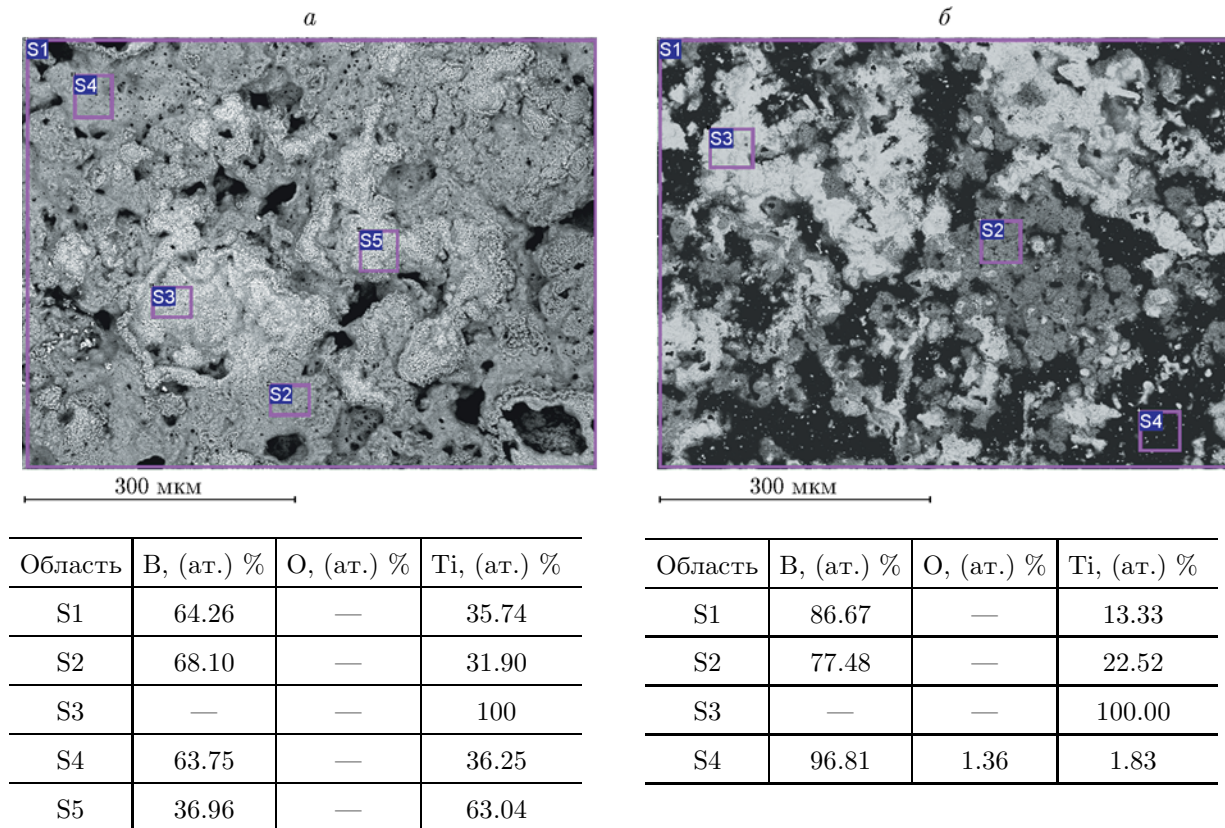 а
S1
S4
S5
S3
S2
300 мкм
Область B, (ат.) % O, (ат.) % Ti, (ат.) %
S1 64.26 — 35.74
S2 68.10 — 31.90
S3 — — 100
S4 63.75 — 36.25
S5 36.96 — 63.04
б
S1
S3
S2
S4
300 мкм
Область B, (ат.) % O, (ат.) % Ti, (ат.) %
S1 86.67 — 13.33
S2 77.48 — 22.52
S3 — — 100.00
S4 96.81 1.36 1.83